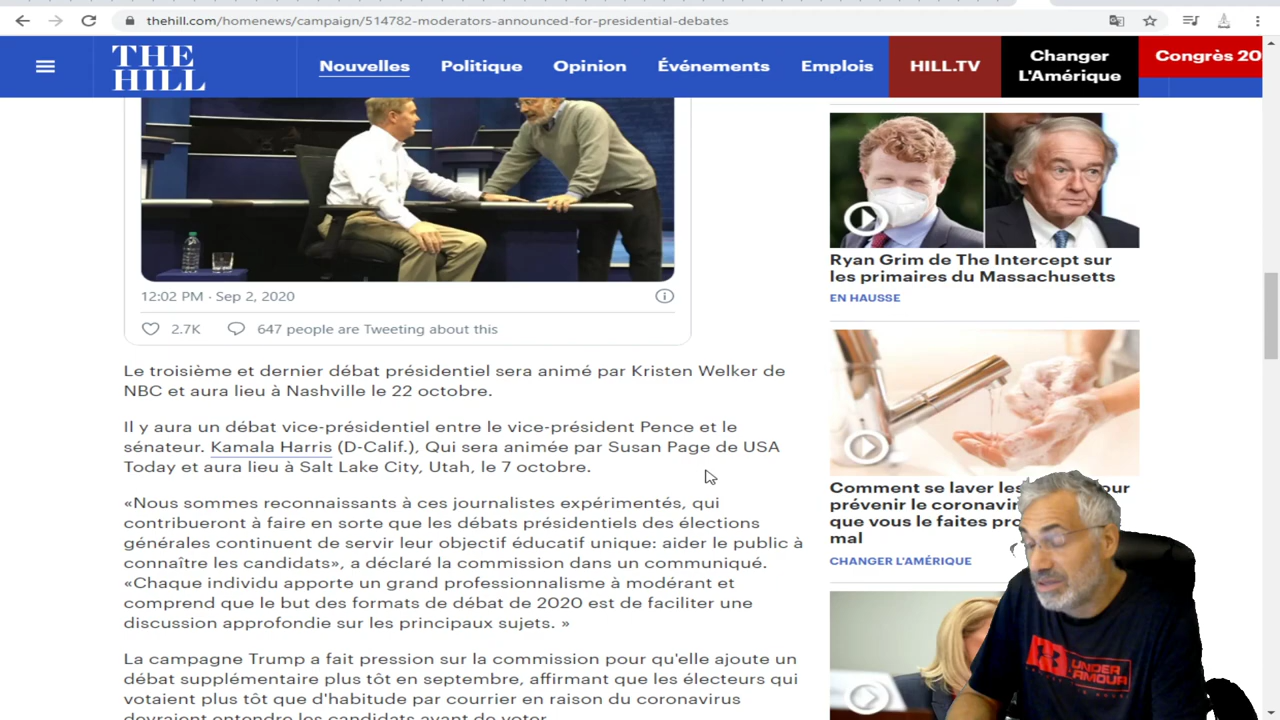 thehill.com/homenews/campaign/514782-moderators-announced-for-presidential-debates
THE
HILL
Nouvelles
Politique
Opinion
Événements
Emplois
HILL.TV
Changer
L'Amérique
Congrès 20
12:02 PM · Sep 2, 2020
2.7K
647 people are Tweeting about this
Le troisième et dernier débat présidentiel sera animé par Kristen Welker de
NBC et aura lieu à Nashville le 22 octobre.
Il y aura un débat vice-présidentiel entre le vice-président Pence et le
sénateur. Kamala Harris (D-Calif.), Qui sera animée par Susan Page de USA
Today et aura lieu à Salt Lake City, Utah, le 7 octobre.
«Nous sommes reconnaissants à ces journalistes expérimentés, qui
contribueront à faire en sorte que les débats présidentiels des élections
générales continuent de servir leur objectif éducatif unique: aider le public à
connaître les candidats», a déclaré la commission dans un communiqué.
«Chaque individu apporte un grand professionnalisme à modérant et
comprend que le but des formats de débat de 2020 est de faciliter une
discussion approfondie sur les principaux sujets. »
La campagne Trump a fait pression sur la commission pour qu'elle ajoute un
débat supplémentaire plus tôt en septembre, affirmant que les électeurs qui
votaient plus tôt que d'habitude par courrier en raison du coronavirus
devraient entendre les candidats avant de voter.
Ryan Grim de The Intercept sur
les primaires du Massachusetts
EN HAUSSE
Comment se laver les
prévenir le
que vous le faites
mal
CHANGER L'AMÉRIQUE
UNDER
ARMOUR